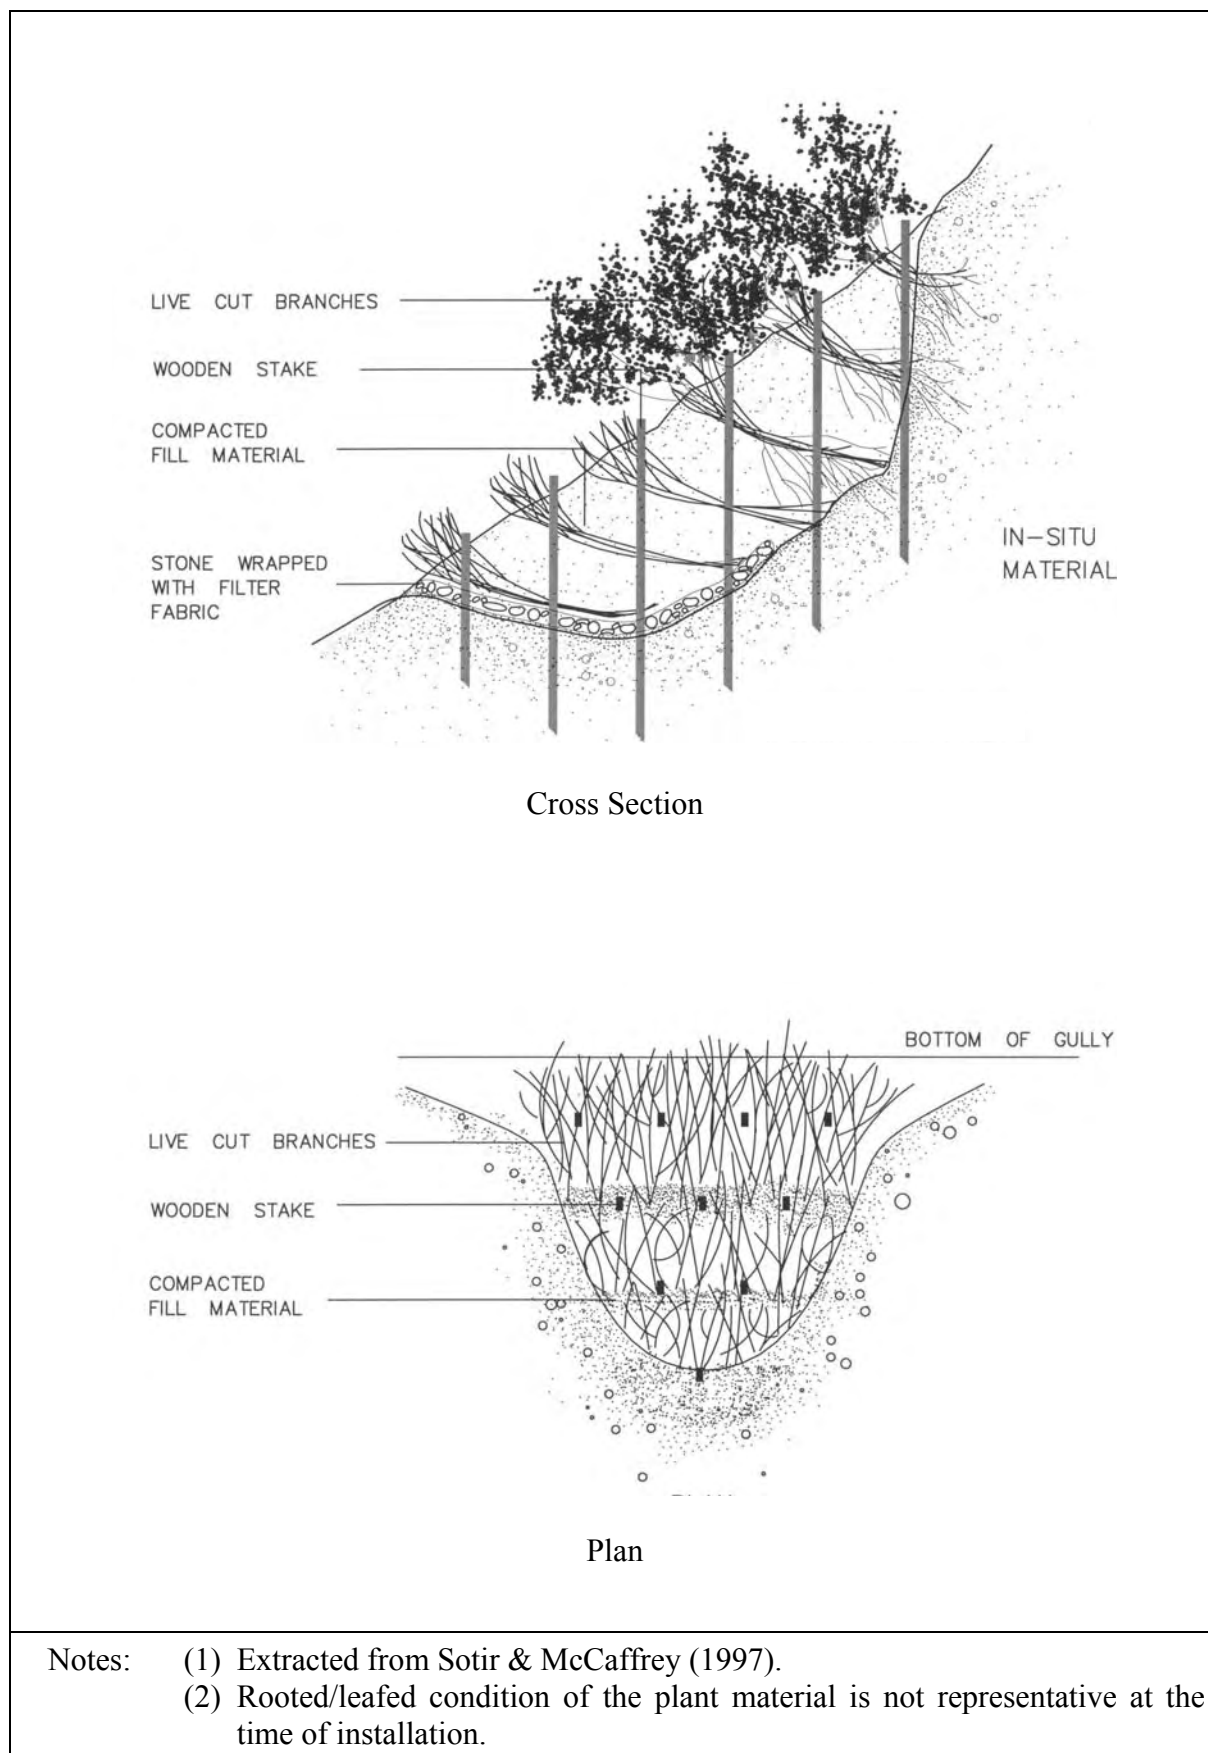 LIVE CUT BRANCHES
WOODEN STAKE
COMPACTED
FILL MATERIAL
STONE WRAPPED
WITH FILTER
FABRIC
IN-SITU
MATERIAL
Cross Section
BOTTOM OF GULLY
LIVE CUT BRANCHES
WOODEN STAKE
COMPACTED
FILL MATERIAL
Plan
Notes: (1) Extracted from Sotir & McCaffrey (1997).
(2) Rooted/leafed condition of the plant material is not representative at the
time of installation.